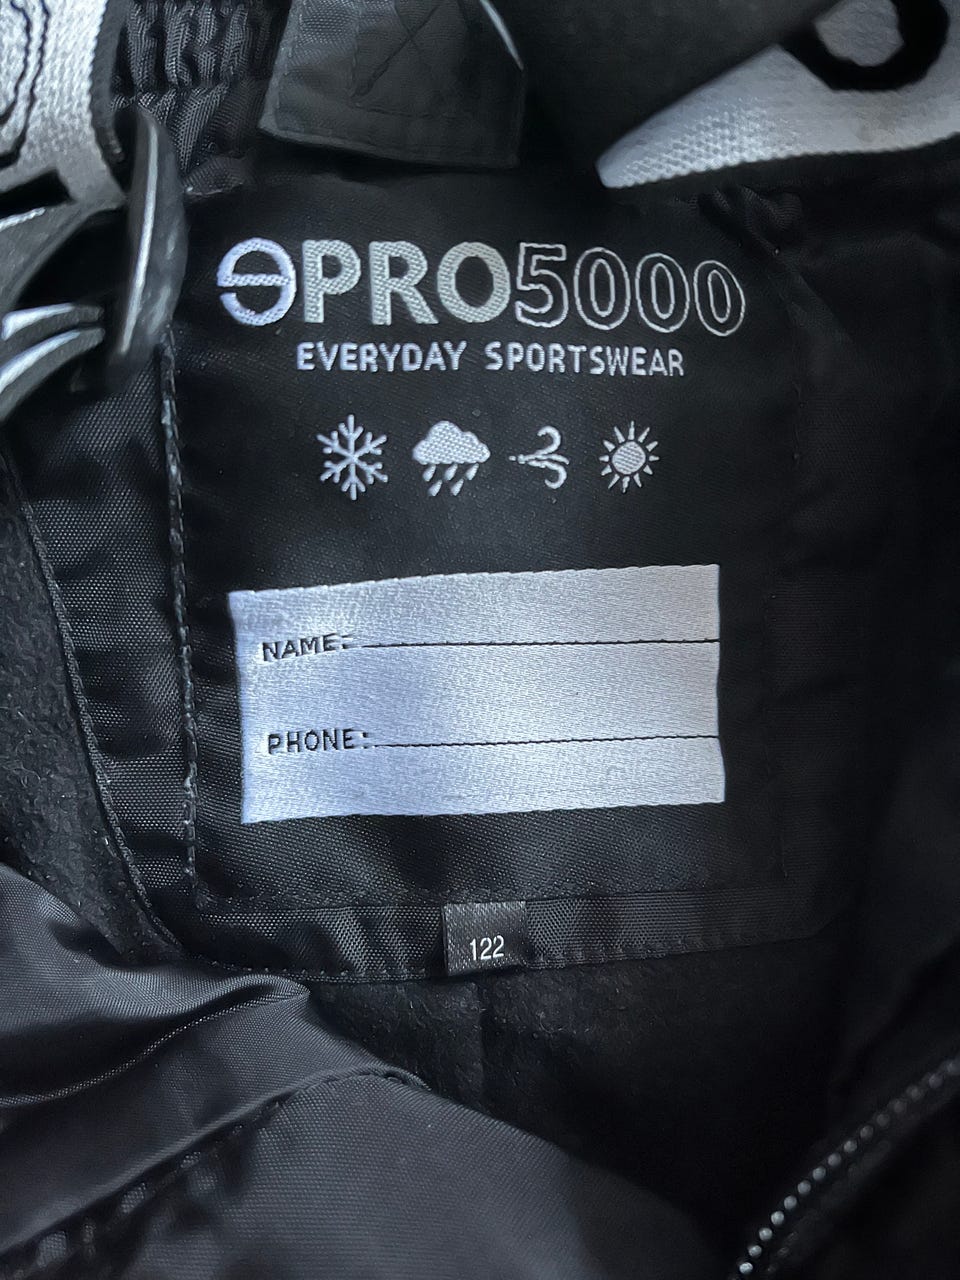 PRO5000
EVERYDAY SPORTSWEAR
NAME:
PHONE:
122